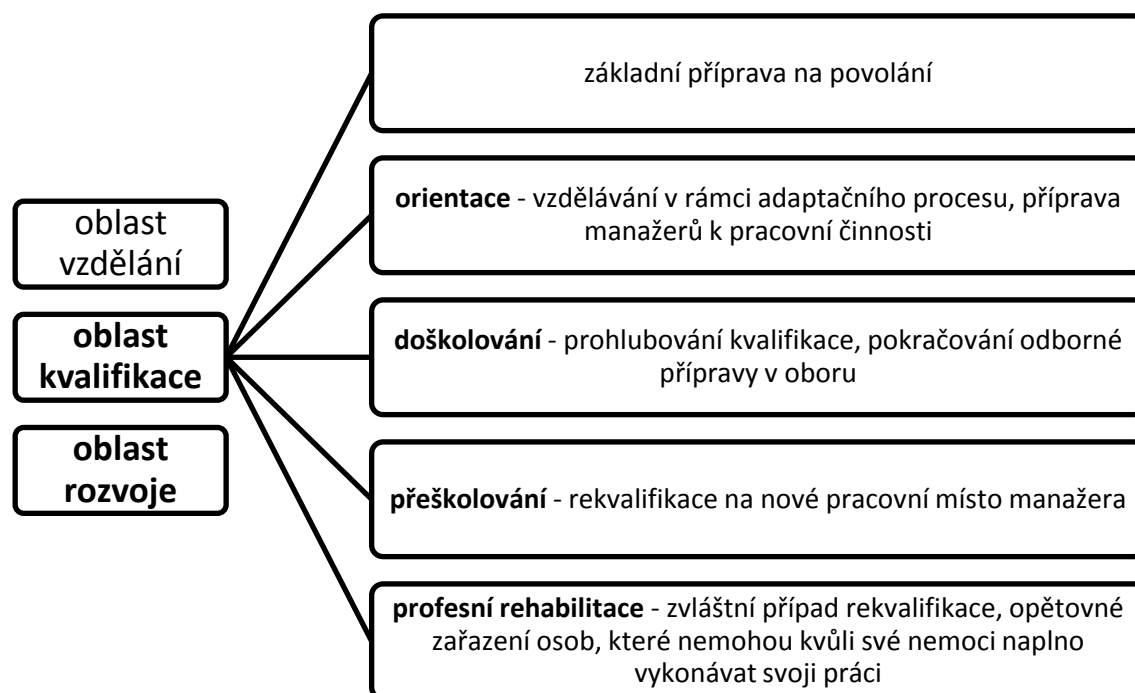 oblast
vzdělání
oblast
kvalifikace
oblast
rozvoje
základní příprava na povolání
orientace - vzdělávání v rámci adaptačního procesu, příprava
manažerů k pracovní činnosti
doškolování - prohlubování kvalifikace, pokračování odborné
přípravy v oboru
přeškolování - rekvalifikace na nové pracovní místo manažera
profesní rehabilitace - zvláštní případ rekvalifikace, opětovné
zařazení osob, které nemohou kvůli své nemoci naplno
vykonávat svoji práci